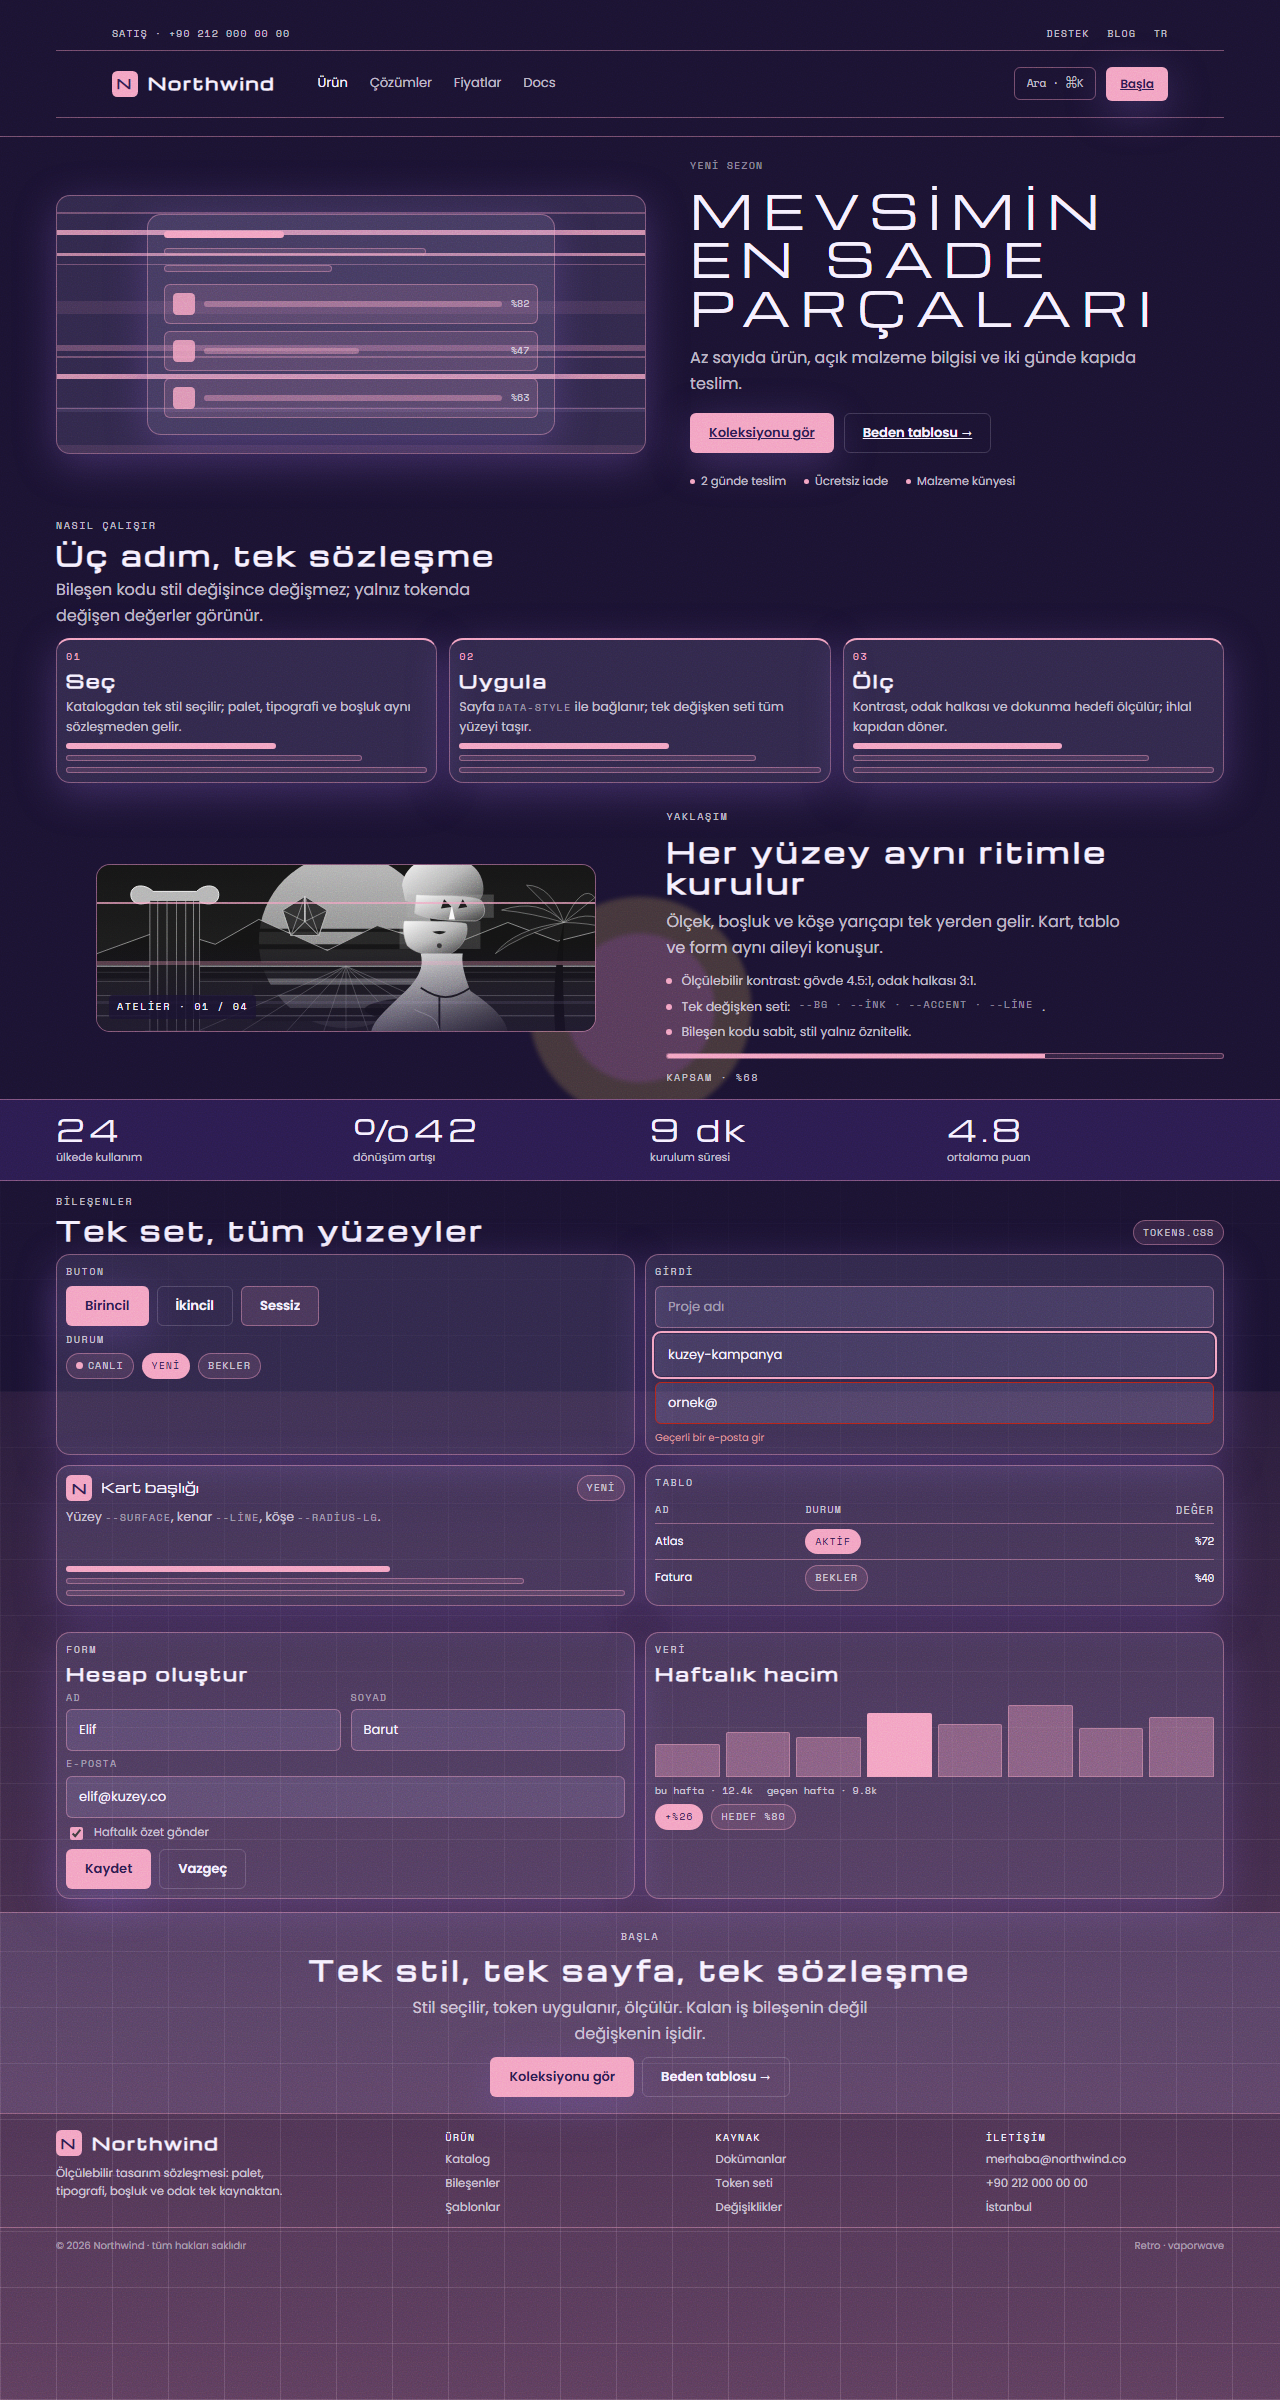 SATIŞ · +90 212 000 00 00
DESTEK BLOG TR
N Northwind Ürün Çözümler Fiyatlar Docs Ara · ⌘K Başla
YENİ SEZON
MEVSİMİN
EN SADE
PARÇALARI
Az sayıda ürün, açık malzeme bilgisi ve iki günde kapıda
teslim.
Koleksiyonu gör Beden tablosu →
2 günde teslim Ücretsiz iade Malzeme künyesi
%82
%47
%63
NASIL ÇALIŞIR
Üç adım, tek sözleşme
Bileşen kodu stil değişince değişmez; yalnız tokenda
değişen değerler görünür.
01
Seç
Katalogdan tek stil seçilir; palet, tipografi ve boşluk aynı
sözleşmeden gelir.
02
Uygula
Sayfa DATA-STYLE ile bağlanır; tek değişken seti tüm
yüzeyi taşır.
03
Ölç
Kontrast, odak halkası ve dokunma hedefi ölçülür; ihlal
kapıdan döner.
ATELİER · 01 / 04
YAKLAŞIM
Her yüzey aynı ritimle
kurulur
Ölçek, boşluk ve köşe yarıçapı tek yerden gelir. Kart, tablo
ve form aynı aileyi konuşur.
Ölçülebilir kontrast: gövde 4.5:1, odak halkası 3:1.
Tek değişken seti: --BG · --İNK · --ACCENT · --LİNE .
Bileşen kodu sabit, stil yalnız öznitelik.
KAPSAM · %68
24
ülkede kullanım
%42
dönüşüm artışı
9 dk
kurulum süresi
4.8
ortalama puan
BİLEŞENLER
Tek set, tüm yüzeyler
TOKENS.CSS
BUTON
Birincil İkincil Sessiz
DURUM
CANLI YENİ BEKLER
GİRDİ
Proje adı
kuzey-kampanya
ornek@
Geçerli bir e-posta gir
N Kart başlığı YENİ
Yüzey --SURFACE, kenar --LİNE, köşe --RADİUS-LG.
TABLO
AD DURUM DEĞER
Atlas AKTİF %72
Fatura BEKLER %40
FORM
Hesap oluştur
AD SOYAD
Elif Barut
E-POSTA
elif@kuzey.co
Haftalık özet gönder
Kaydet Vazgeç
VERİ
Haftalık hacim
bu hafta · 12.4k geçen hafta · 9.8k
+%26 HEDEF %80
BAŞLA
Tek stil, tek sayfa, tek sözleşme
Stil seçilir, token uygulanır, ölçülür. Kalan iş bileşenin değil
değişkenin işidir.
Koleksiyonu gör Beden tablosu →
N Northwind
Ölçülebilir tasarım sözleşmesi: palet,
tipografi, boşluk ve odak tek kaynaktan.
ÜRÜN
Katalog
Bileşenler
Şablonlar
KAYNAK
Dokümanlar
Token seti
Değişiklikler
İLETİŞİM
merhaba@northwind.co
+90 212 000 00 00
İstanbul
© 2026 Northwind · tüm hakları saklıdır
Retro · vaporwave